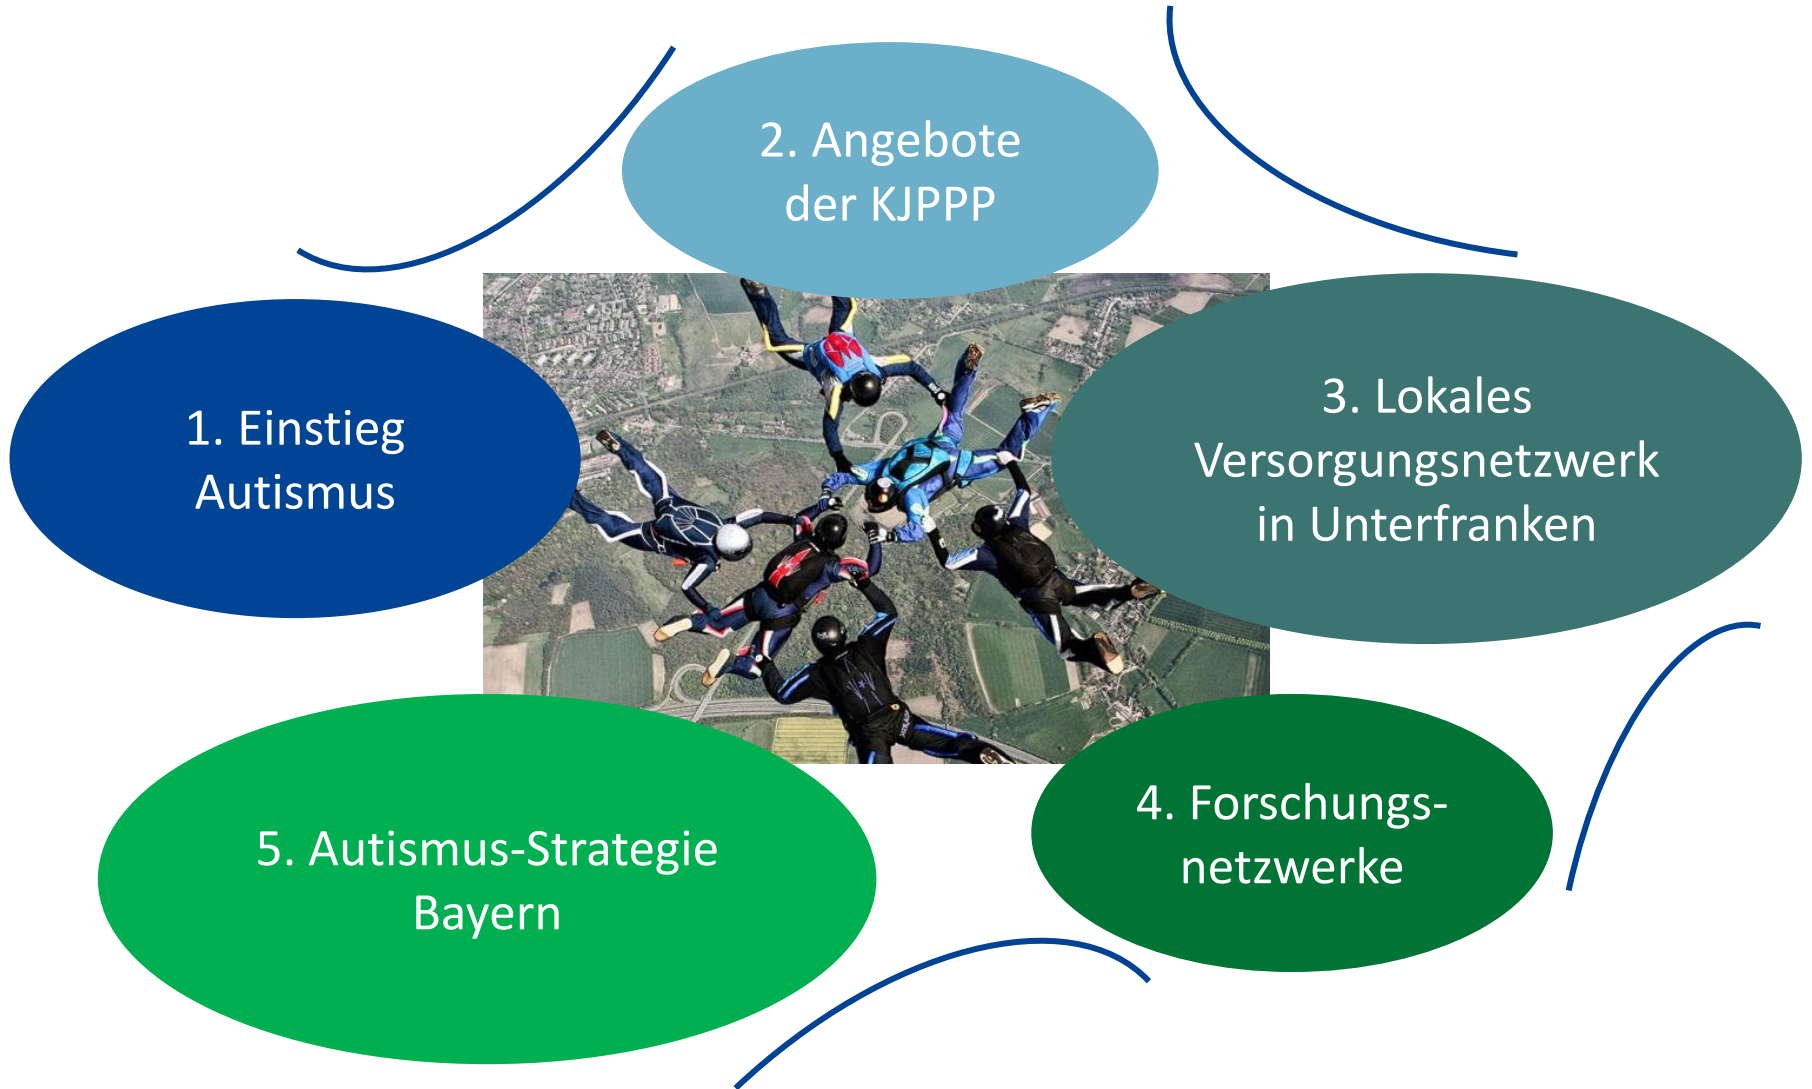 2. Angebote
der KJPPP
1. Einstieg
Autismus
3. Lokales
Versorgungsnetzwerk
in Unterfranken
4. Forschungs-
netzwerke
5. Autismus-Strategie
Bayern